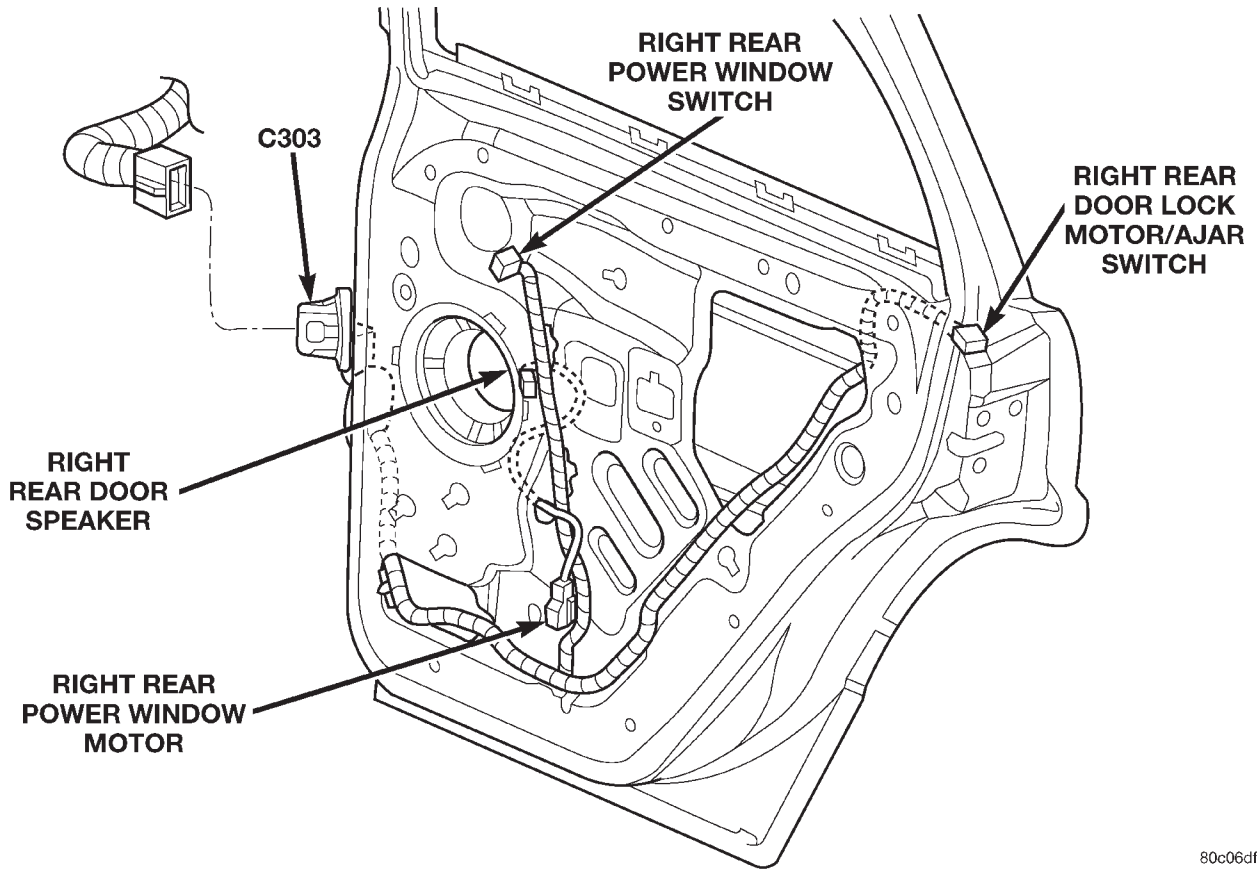 RIGHT REAR
POWER WINDOW
SWITCH
C303
RIGHT REAR
DOOR LOCK
MOTOR/AJAR
SWITCH
RIGHT
REAR DOOR
SPEAKER
RIGHT REAR
POWER WINDOW
MOTOR
80c06df